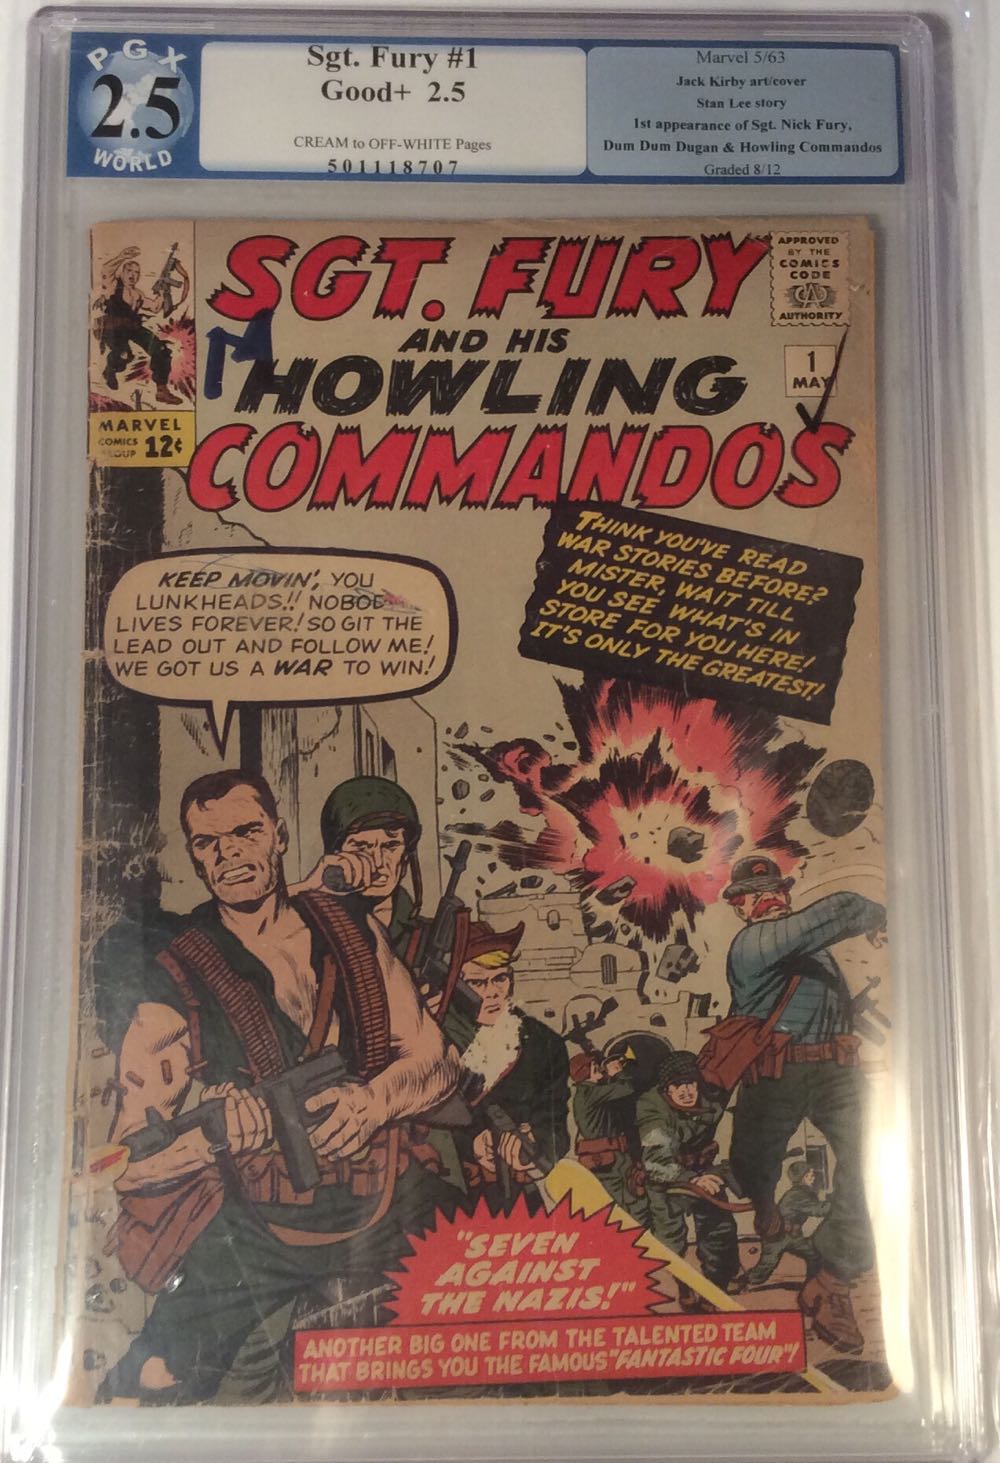 PGX
2.5
WORLD
Sgt. Fury #1
Good+ 2.5
CREAM to OFF-WHITE Pages
501118707
Marvel 5/63
Jack Kirby art/cover
Stan Lee story
1st appearance of Sgt. Nick Fury,
Dum Dum Dugan & Howling Commandos
Graded 8/12
SGT. FURY
AND HIS
HOWLING
COMMANDOS
APPROVED
BY THE
COMICS
CODE
CA
AUTHORITY
1
MAY
MARVEL
COMICS
12¢
THINK YOU'VE READ
WAR STORIES BEFORE?
MISTER, WAIT TILL
YOU SEE WHAT'S IN
STORE FOR YOU HERE!
IT'S ONLY THE GREATEST!
KEEP MOVIN', YOU
LUNKHEADS!! NOBOD
LIVES FOREVER! SO GIT THE
LEAD OUT AND FOLLOW ME!
WE GOT US A WAR TO WIN!
"SEVEN
AGAINST
THE NAZIS!"
ANOTHER BIG ONE FROM THE TALENTED TEAM
THAT BRINGS YOU THE FAMOUS "FANTASTIC FOUR"!